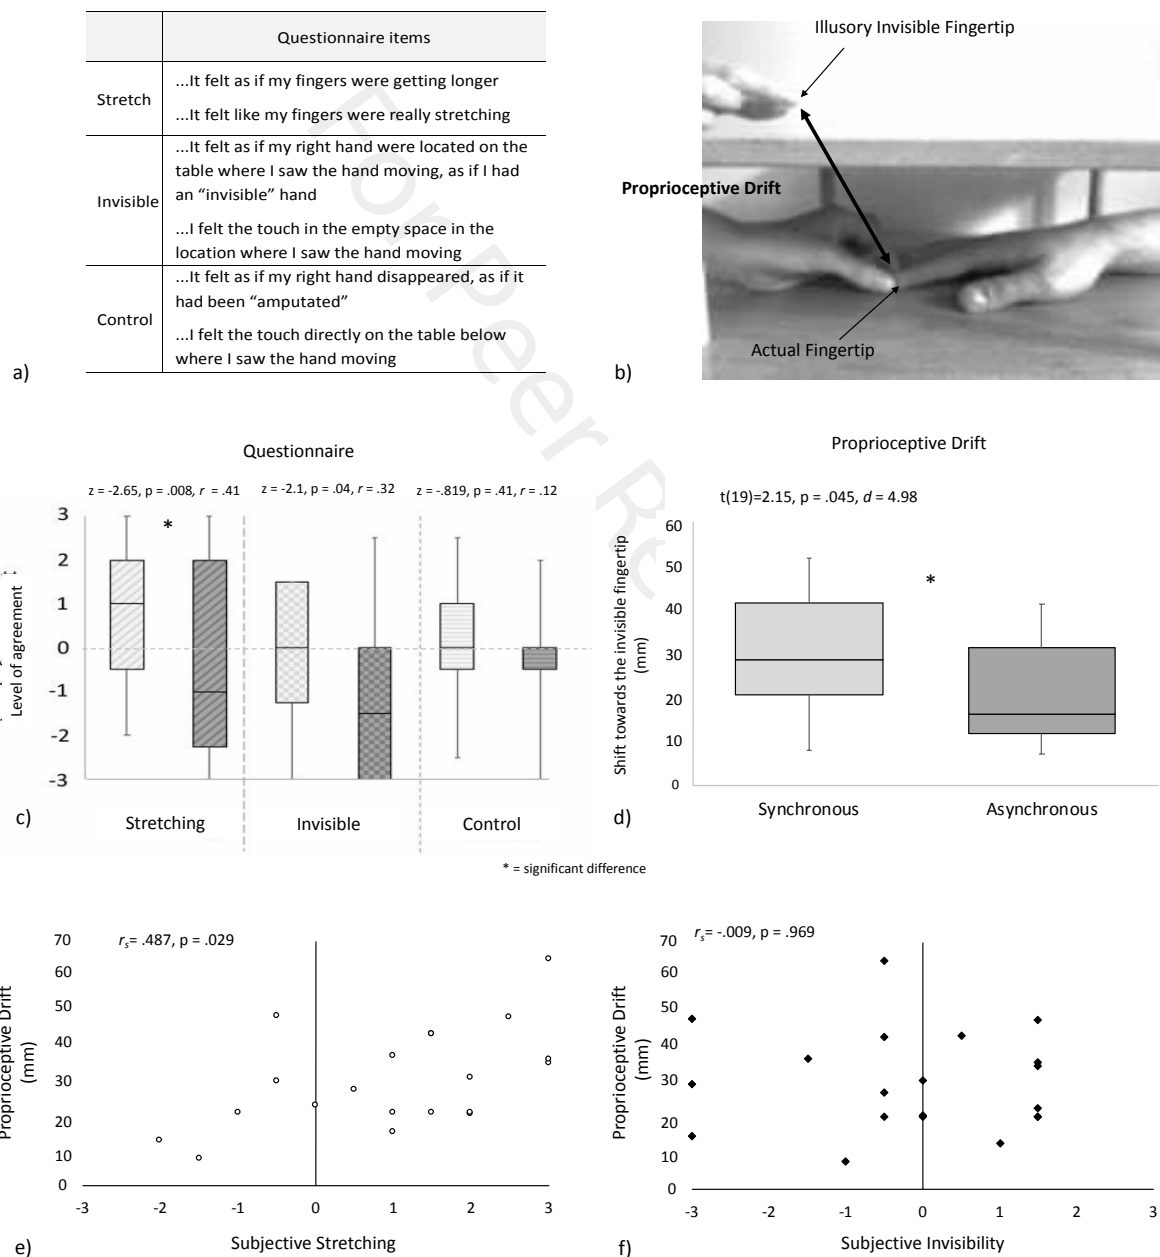 Questionnaire items
Stretch
...It felt as if my fingers were getting longer
...It felt like my fingers were really stretching
Invisible
...It felt as if my right hand were located on the
table where I saw the hand moving, as if I had
an “invisible” hand
...I felt the touch in the empty space in the
location where I saw the hand moving
Control
...It felt as if my right hand disappeared, as if it
had been “amputated”
...I felt the touch directly on the table below
where I saw the hand moving
a)
Illusory Invisible Fingertip
Proprioceptive Drift
Actual Fingertip
b)
For Peer Re
Questionnaire
z = -2.65, p = .008, r = .41
z = -2.1, p = .04, r = .32
z = -.819, p = .41, r = .12
Level of agreement
3
2
1
0
-1
-2
-3
*
Stretching
Invisible
Control
c)
Proprioceptive Drift
t(19)=2.15, p = .045, d = 4.98
Shift towards the invisible fingertip
(mm)
60
50
40
30
20
10
0
*
Synchronous
Asynchronous
d)
* = significant difference
rs= .487, p = .029
Proprioceptive Drift
(mm)
70
60
50
40
30
20
10
0
-3 -2 -1 0 1 2 3
Subjective Stretching
e)
rs= -.009, p = .969
Proprioceptive Drift
(mm)
70
60
50
40
30
20
10
0
-3 -2 -1 0 1 2 3
Subjective Invisibility
f)